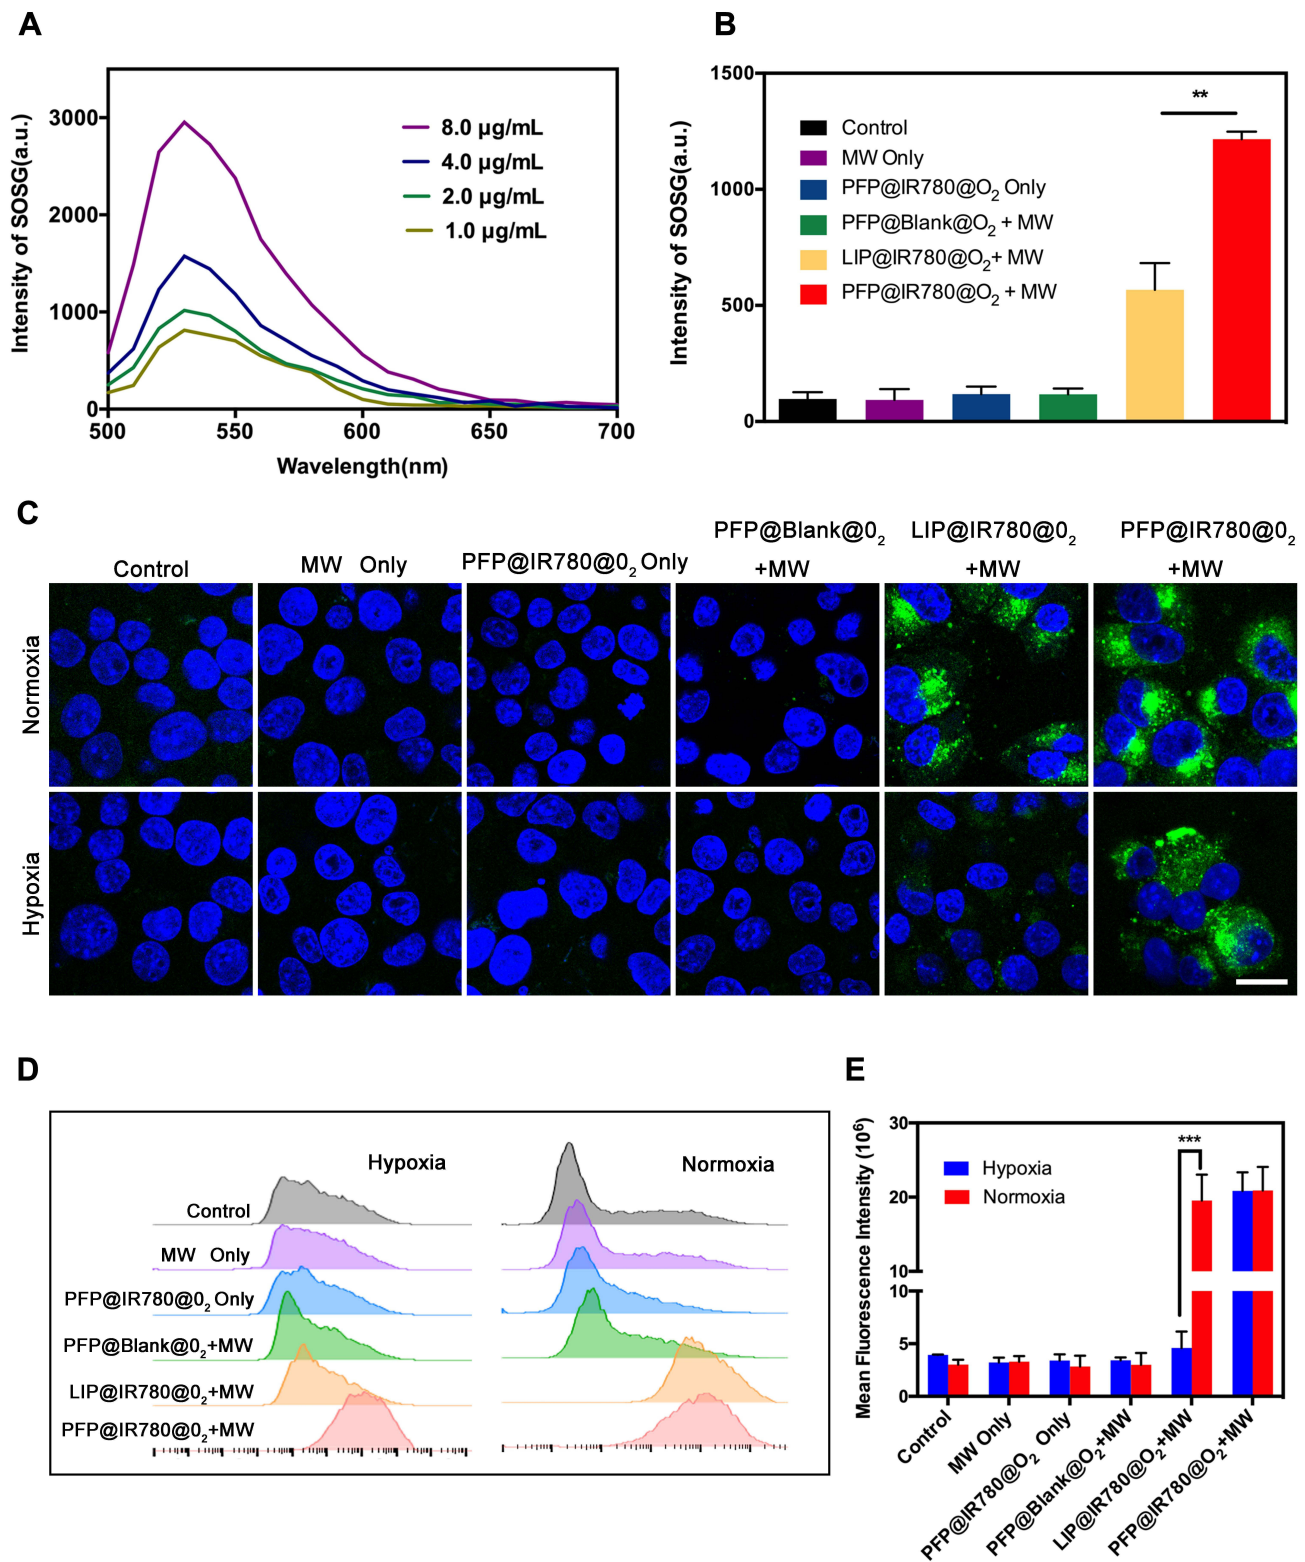 A
Intensity of SOSG(a.u.)
3000
2000
1000
0
500
550
600
650
700
Wavelength(nm)
8.0 μg/mL
4.0 μg/mL
2.0 μg/mL
1.0 μg/mL
B
Intensity of SOSG(a.u.)
1500
1000
500
0
Control
MW Only
PFP@IR780@O2 Only
PFP@Blank@O2 + MW
LIP@IR780@O2+ MW
PFP@IR780@O2 + MW
**
C
Control
MW Only
PFP@IR780@02 Only
PFP@Blank@02
+MW
LIP@IR780@02
+MW
PFP@IR780@02
+MW
Normoxia
Hypoxia
D
Hypoxia
Normoxia
Control
MW Only
PFP@IR780@02 Only
PFP@Blank@02+MW
LIP@IR780@02+MW
PFP@IR780@02+MW
E
Mean Fluorescence Intensity (10⁶)
30
20
10
10
5
0
Hypoxia
Normoxia
***
Control
MW Only
PFP@IR780@O2 Only
PFP@Blank@O2+MW
LIP@IR780@O2+MW
PFP@IR780@O2+MW